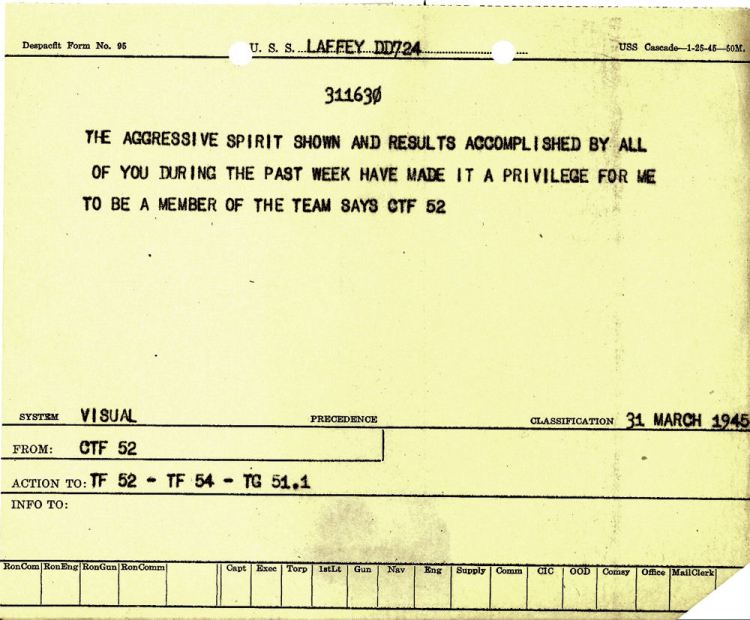 Despacfit Form No. 95 U. S. S. LAFFEY DD724 USS Cascade—1-25-45—50M.
311630
THE AGGRESSIVE SPIRIT SHOWN AND RESULTS ACCOMPLISHED BY ALL
OF YOU DURING THE PAST WEEK HAVE MADE IT A PRIVILEGE FOR ME
TO BE A MEMBER OF THE TEAM SAYS CTF 52
SYSTEM VISUAL PRECEDENCE CLASSIFICATION 31 MARCH 1945
FROM: CTF 52
ACTION TO: TF 52 - TF 54 - TG 51.1
INFO TO:
RonCom RonEng RonGun RonComm Capt Exec Torp 1stLt Gun Nav Eng Supply Comm CIC OOD Comsy Office MailClerk